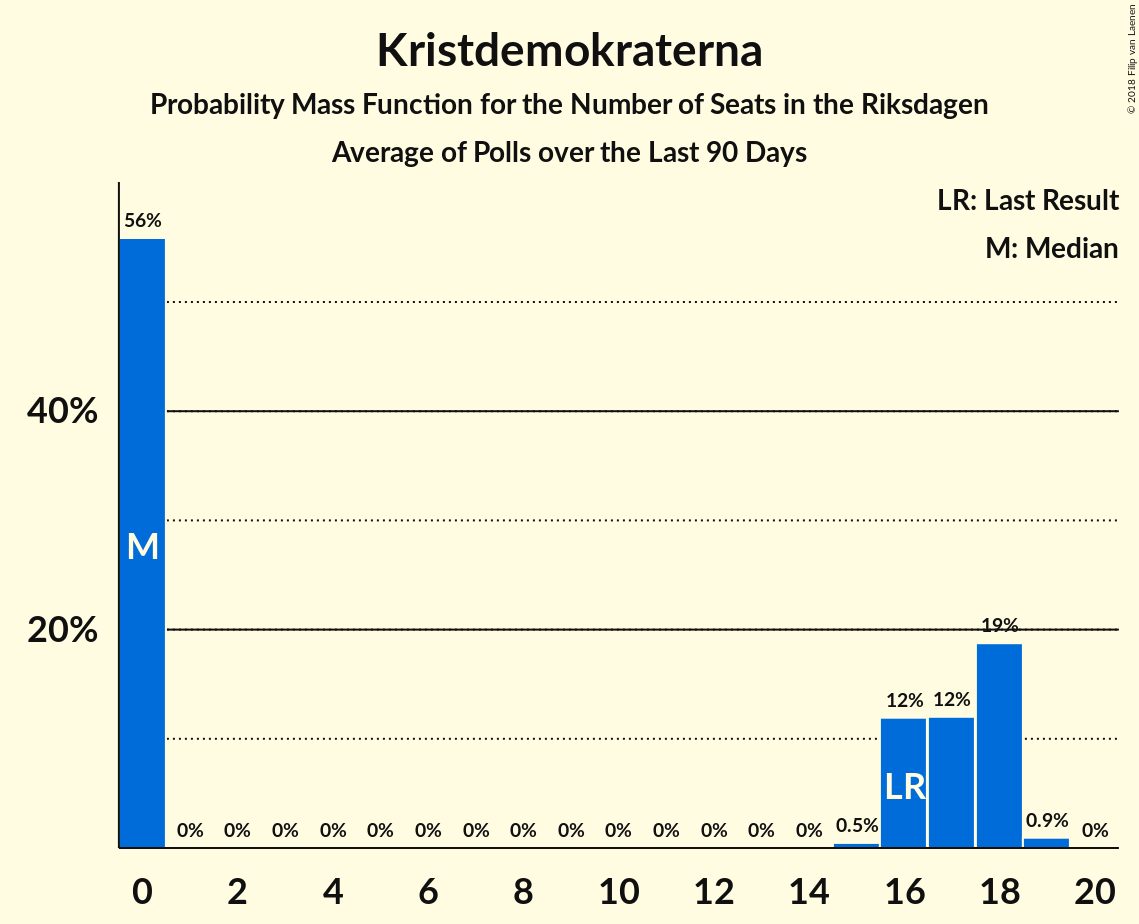 Kristdemokraterna
Probability Mass Function for the Number of Seats in the Riksdagen
Average of Polls over the Last 90 Days
© 2018 Filip van Laenen
LR: Last Result
M: Median
56%
40%
M
20%
19%
12% 12%
LR
0% 0% 0% 0% 0% 0% 0% 0% 0% 0% 0% 0% 0% 0% 0.5% 0.9% 0%
0 2 4 6 8 10 12 14 16 18 20